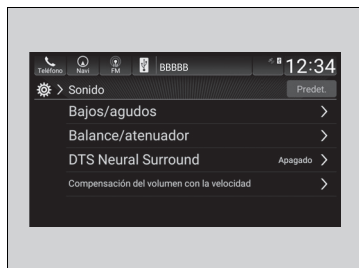 Teléfono Navi FM BBBBB 12:34
Sonido Predet.
Bajos/agudos
Balance/atenuador
DTS Neural Surround Apagado
Compensación del volumen con la velocidad